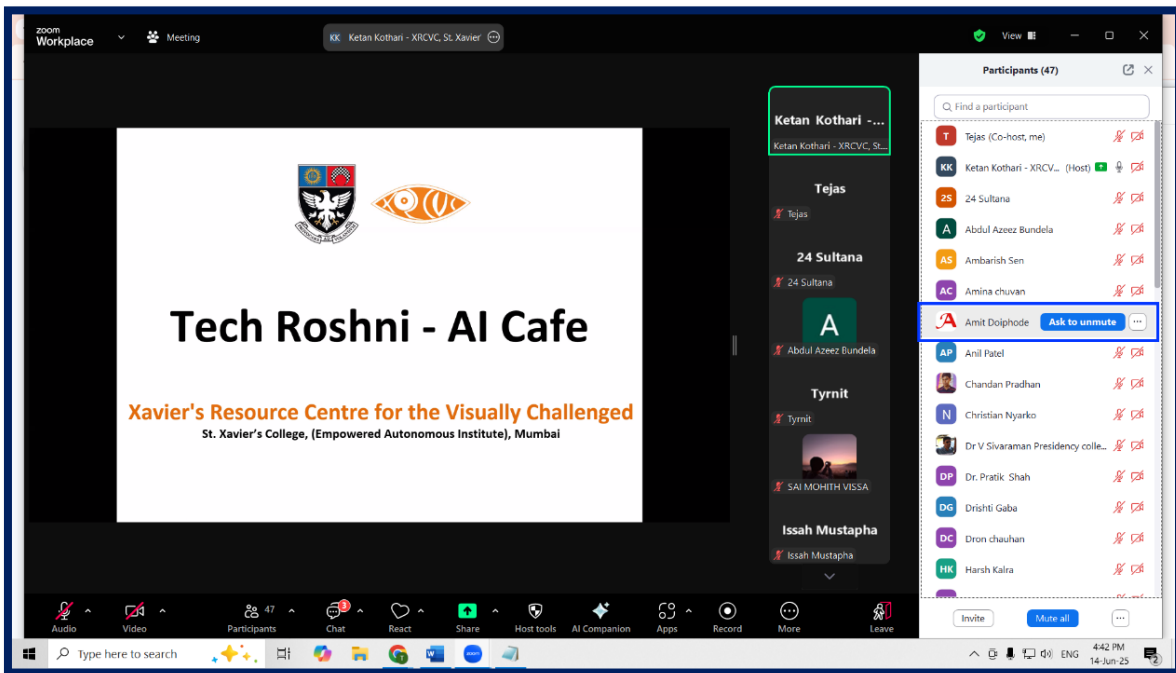 zoom
Workplace
Meeting
KK Ketan Kothari - XRCVC, St. Xavier'
View
Tech Roshni - AI Cafe
Xavier's Resource Centre for the Visually Challenged
St. Xavier's College, (Empowered Autonomous Institute), Mumbai
Ketan Kothari -...
Ketan Kothari - XRCVC, St....
Tejas
Tejas
24 Sultana
24 Sultana
A
Abdul Azeez Bundela
Tyrnit
Tyrnit
SAI MOHITH VISSA
Issah Mustapha
Issah Mustapha
Participants (47)
Find a participant
T Tejas (Co-host, me)
KK Ketan Kothari - XRCV... (Host)
2S 24 Sultana
A Abdul Azeez Bundela
AS Ambarish Sen
AC Amina chuvan
A Amit Doiphode Ask to unmute ...
AP Anil Patel
Chandan Pradhan
N Christian Nyarko
Dr V Sivaraman Presidency colle...
DP Dr. Pratik Shah
DG Drishti Gaba
DC Dron chauhan
HK Harsh Kalra
Invite Mute all ...
Audio Video 47 Participants 3 Chat React Share Host tools AI Companion Apps Record More Leave
Type here to search
ENG
4:42 PM
14-Jun-25
2